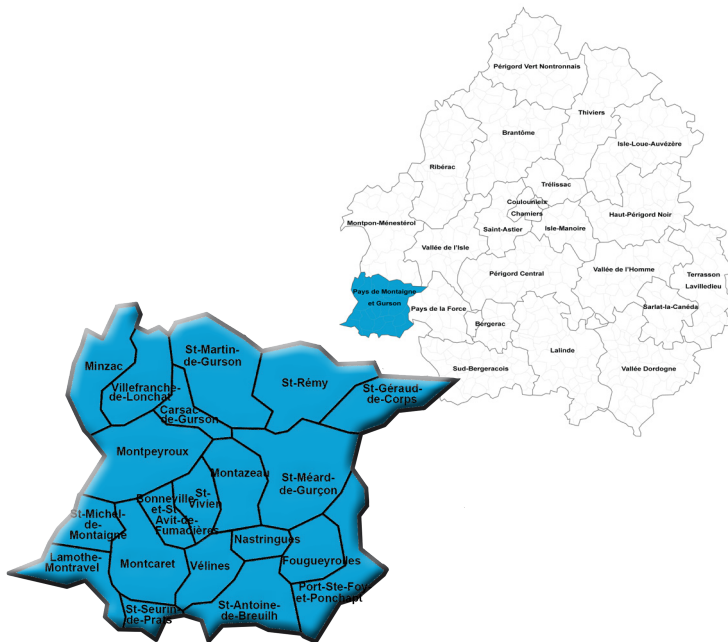 Périgord Vert Nontronnais
Thiviers
Brantôme
Isle-Loue-Auvézère
Ribérac
Trélissac
Coulounieix
Chamiers
Haut-Périgord Noir
Montpon-Ménestérol
Saint-Astier
Isle-Manoire
Vallée de l'Isle
Périgord Central
Vallée de l'Homme
Terrasson
Lavilledieu
Pays de Montaigne
et Gurson
Pays de la Force
Sarlat-la-Canéda
Bergerac
Lalinde
Sud-Bergeracois
Vallée Dordogne
Minzac
St-Martin-
de-Gurson
Villefranche-
de-Lonchat
St-Rémy
St-Géraud-
de-Corps
Carsac
de-Gurson
Montpeyroux
Montazeau
St-Méard-
de-Gurçon
Bonneville-
et-St-
Avit-de-
Fumadières
St-
Vivien
St-Michel-
de-
Montaigne
Nastringues
Lamothe-
Montravel
Montcaret
Vélines
Fougueyrolles
Port-Ste-Foy
et-Ponchapt
St-Seurin-
de-Prats
St-Antoine-
de-Breuilh